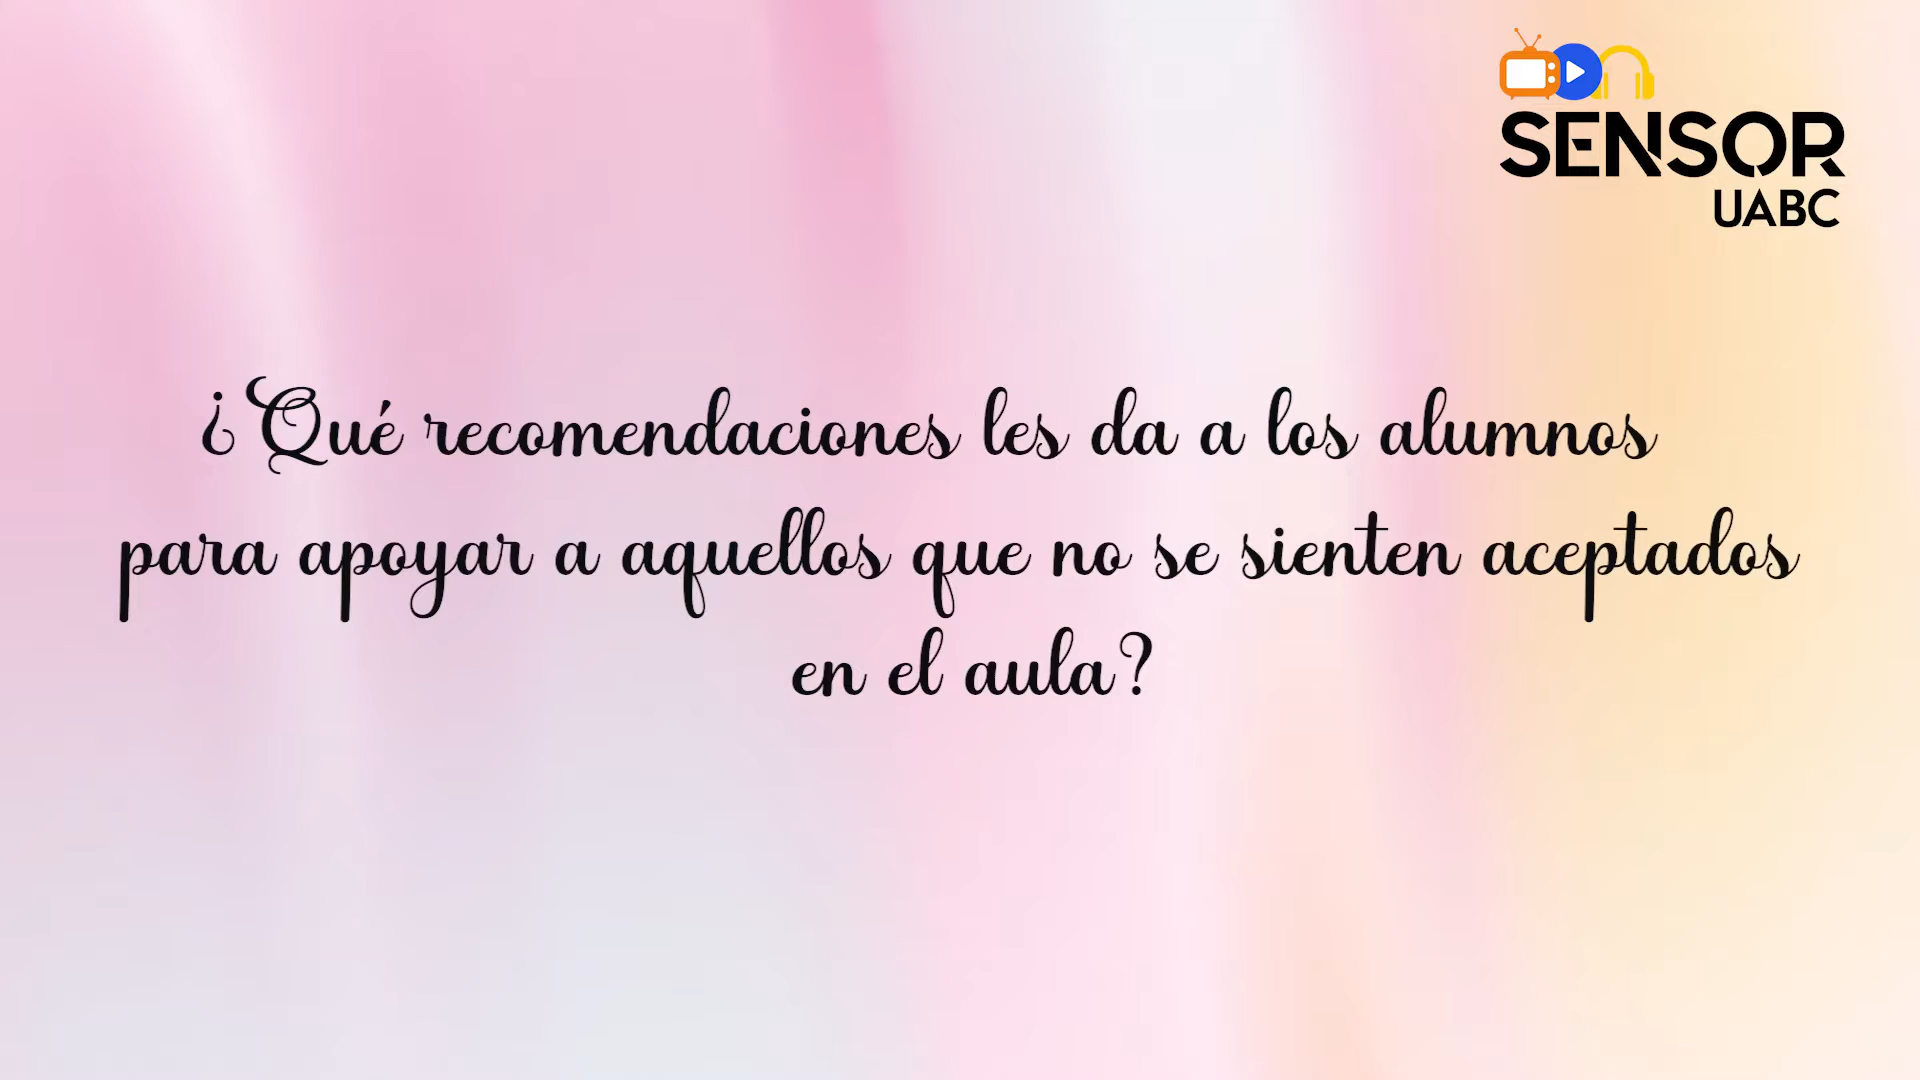 SENSOR
UABC
¿Qué recomendaciones les da a los alumnos
para apoyar a aquellos que no se sienten aceptados
en el aula?